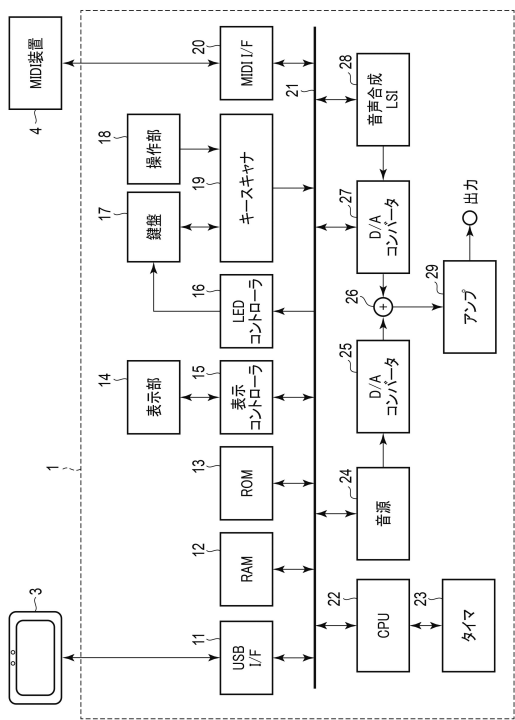 3
1
MIDI装置
4
11
USB
I/F
12
RAM
13
ROM
14
表示部
15
表示
コントローラ
16
LED
コントローラ
17
鍵盤
18
操作部
19
キースキャナ
20
MIDI I/F
21
22
CPU
23
タイマ
24
音源
25
D/A
コンバータ
26
+
27
D/A
コンバータ
28
音声合成
LSI
29
アンプ
出力